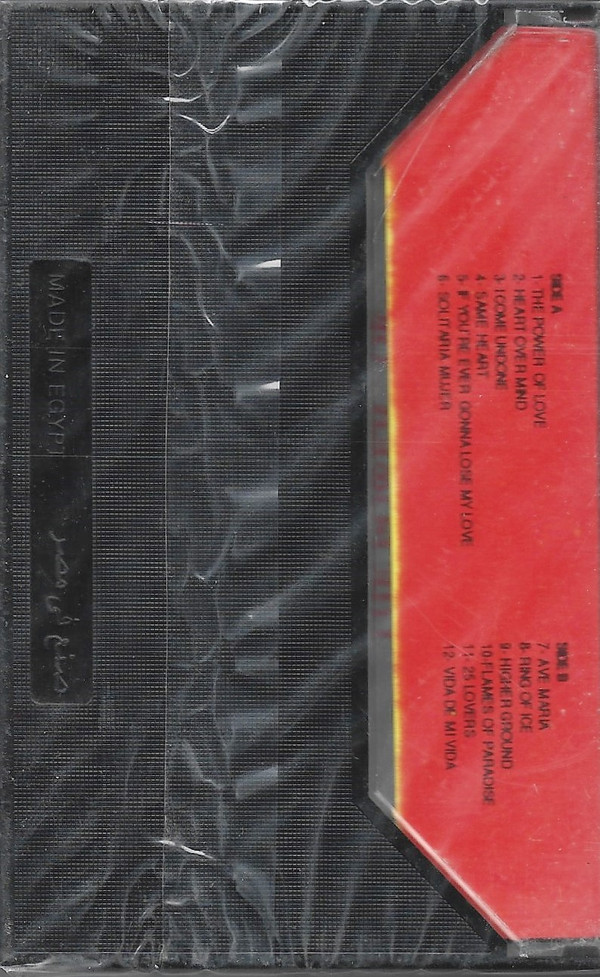 SIDE A
1- THE POWER OF LOVE
2- HEART OVER MIND
3- I COME UNDONE
4- SAME HEART
5- IF YOU'RE EVER GONNA LOSE MY LOVE
6- SOLITARIA MUJER
SIDE B
7- AVE MARIA
8- RING OF ICE
9- HIGHER GROUND
10-FLAMES OF PARADISE
11- 25 LOVERS
12- VIDA DE MI VIDA
MADE IN EGYPT
صنع فى مصر